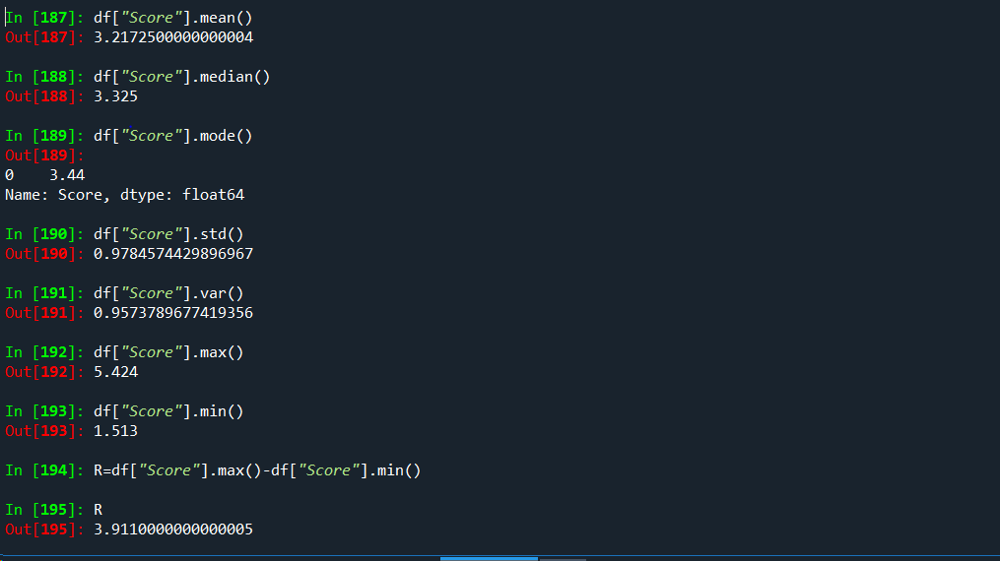 In [187]: df["Score"].mean()
Out[187]: 3.2172500000000004
In [188]: df["Score"].median()
Out[188]: 3.325
In [189]: df["Score"].mode()
Out[189]:
0    3.44
Name: Score, dtype: float64
In [190]: df["Score"].std()
Out[190]: 0.9784574429896967
In [191]: df["Score"].var()
Out[191]: 0.9573789677419356
In [192]: df["Score"].max()
Out[192]: 5.424
In [193]: df["Score"].min()
Out[193]: 1.513
In [194]: R=df["Score"].max()-df["Score"].min()
In [195]: R
Out[195]: 3.9110000000000005